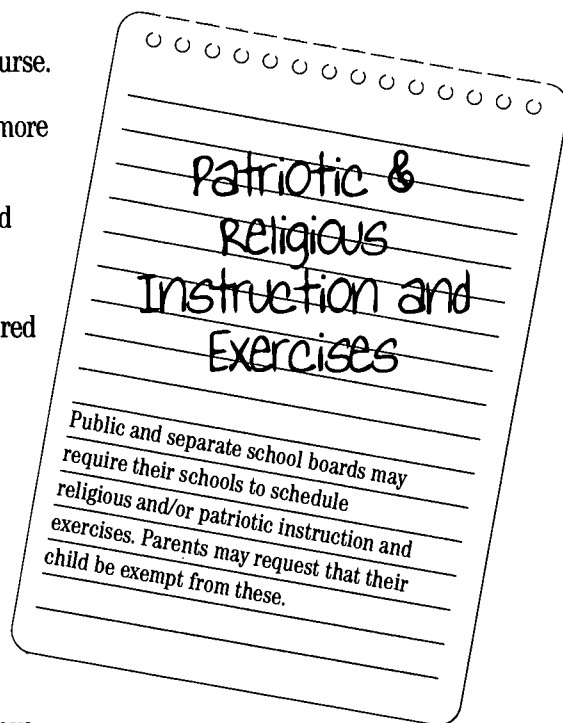 urse.
more
d
red
Patriotic &
Religious
Instruction and
Exercises
Public and separate school boards may
require their schools to schedule
religious and/or patriotic instruction and
exercises. Parents may request that their
child be exempt from these.